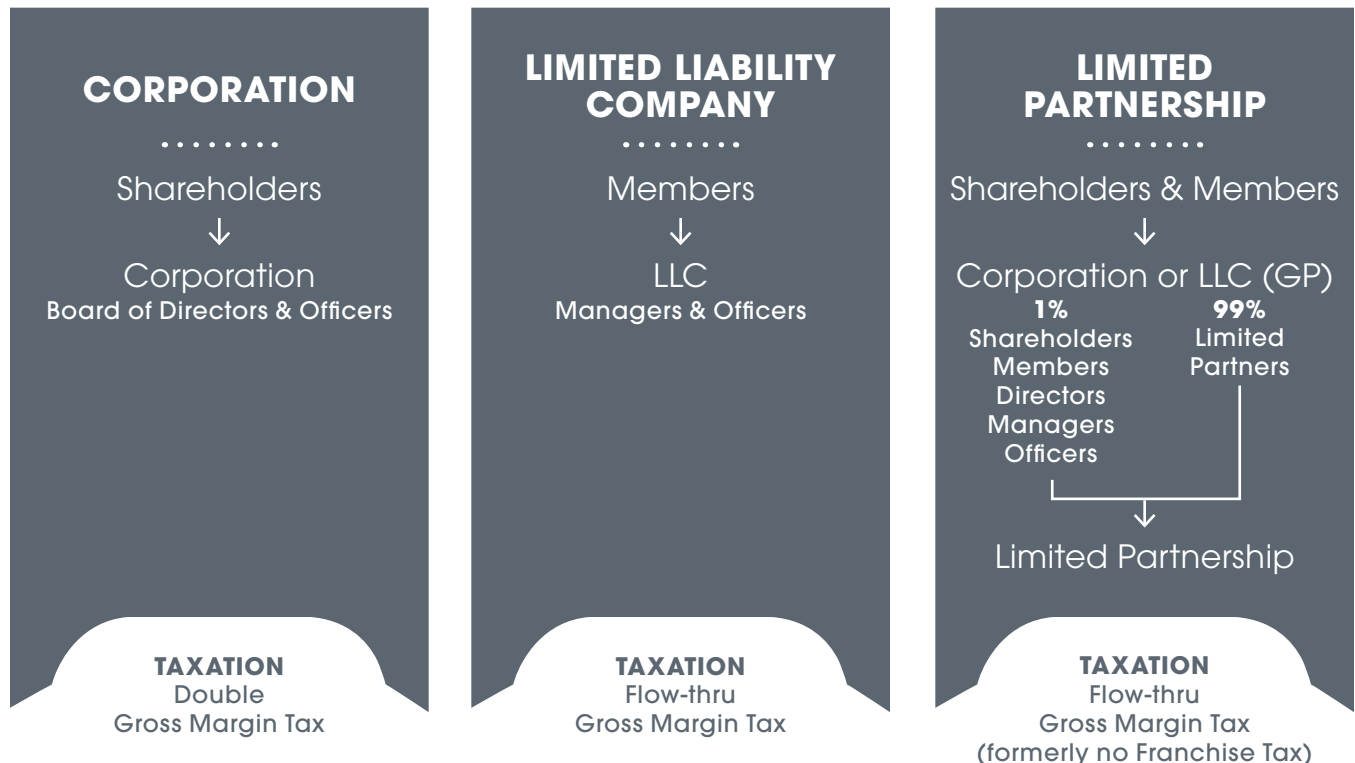 CORPORATION
Shareholders
Corporation
Board of Directors & Officers
TAXATION
Double
Gross Margin Tax
LIMITED LIABILITY
COMPANY
Members
LLC
Managers & Officers
TAXATION
Flow-thru
Gross Margin Tax
LIMITED
PARTNERSHIP
Shareholders & Members
Corporation or LLC (GP)
1%
Shareholders
Members
Directors
Managers
Officers
99%
Limited
Partners
Limited Partnership
TAXATION
Flow-thru
Gross Margin Tax
(formerly no Franchise Tax)